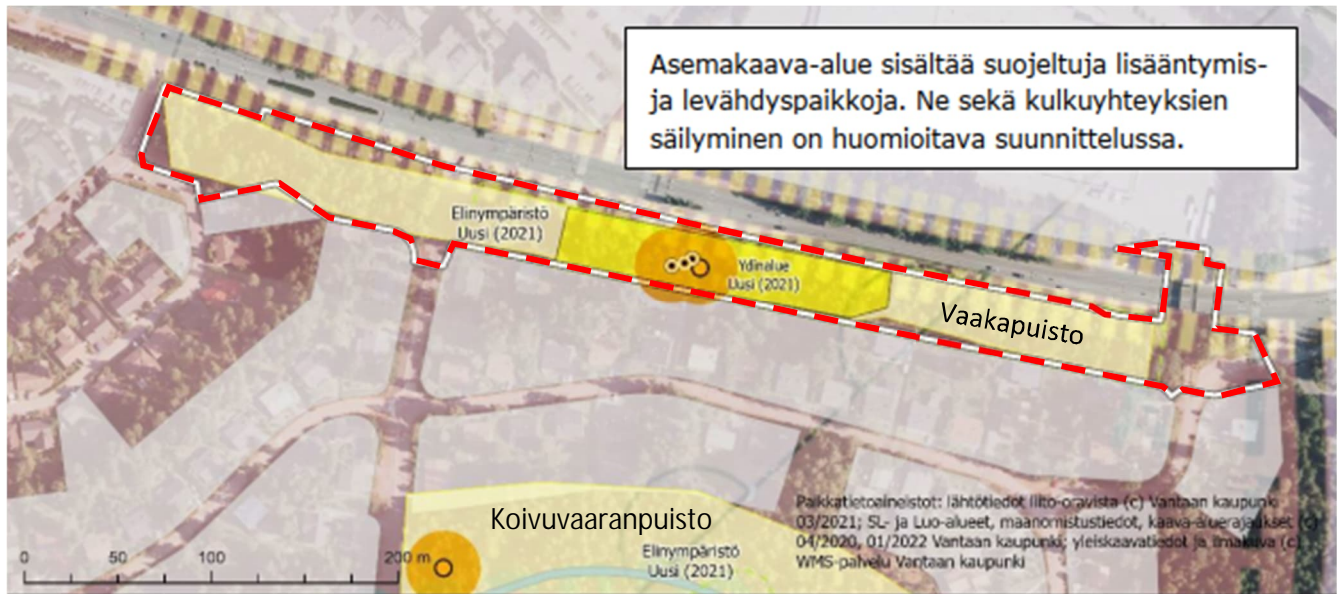 Asemakaava-alue sisältää suojeltuja lisääntymis-
ja levähdyspaikkoja. Ne sekä kulkuyhteyksien
säilyminen on huomioitava suunnittelussa.
Elinympäristö
Uusi (2021)
Ydinalue
Uusi (2021)
Vaakapuisto
Koivuvaaranpuisto
Elinympäristö
Uusi (2021)
Paikkatietoaineistot: lähtötiedot liito-oravista (c) Vantaan kaupunki
03/2021; SL- ja Luo-alueet, maanomistustiedot, kaava-aluerajaukset (c)
04/2020, 01/2022 Vantaan kaupunki; yleiskaavatiedot ja ilmakuva (c)
WMS-palvelu Vantaan kaupunki
0 50 100 200 m